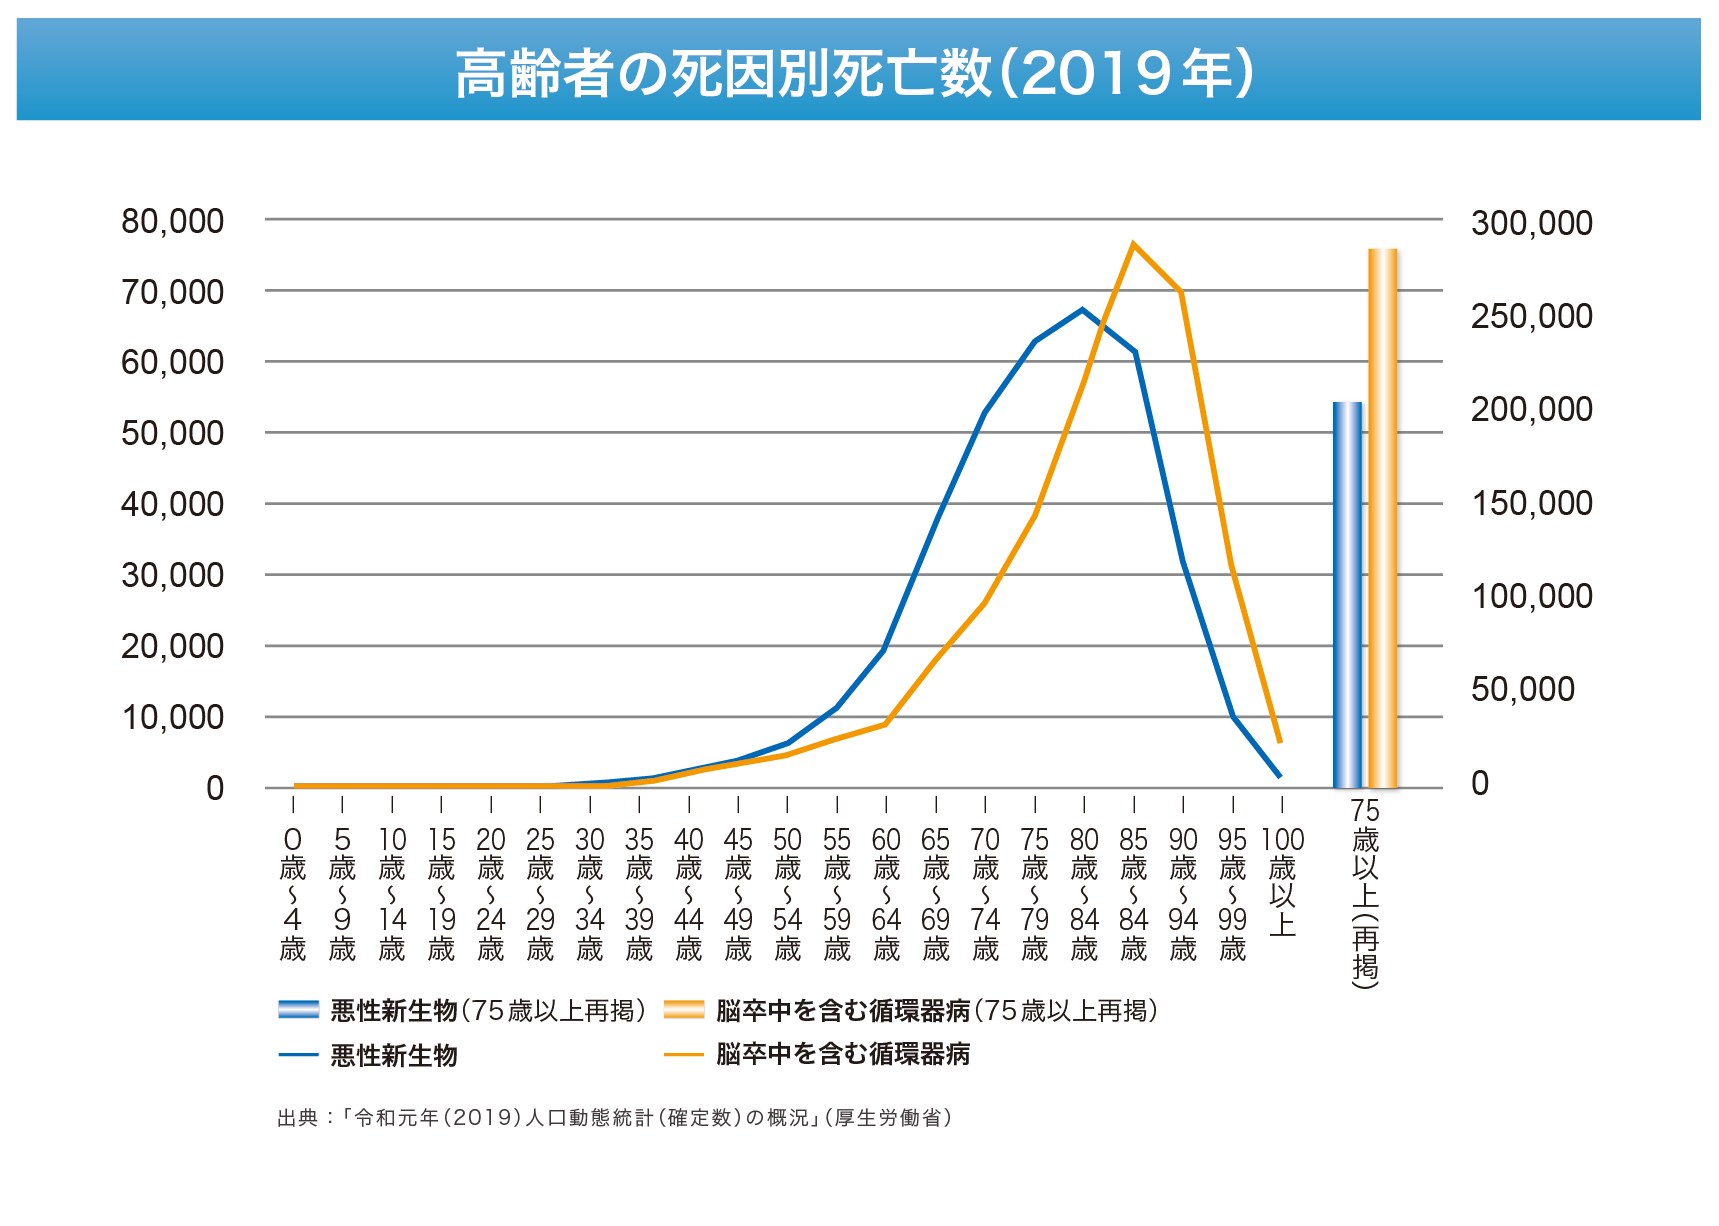 高齢者の死因別死亡数（2019年）
80,000
70,000
60,000
50,000
40,000
30,000
20,000
10,000
0
300,000
250,000
200,000
150,000
100,000
50,000
0
0歳〜4歳
5歳〜9歳
10歳〜14歳
15歳〜19歳
20歳〜24歳
25歳〜29歳
30歳〜34歳
35歳〜39歳
40歳〜44歳
45歳〜49歳
50歳〜54歳
55歳〜59歳
60歳〜64歳
65歳〜69歳
70歳〜74歳
75歳〜79歳
80歳〜84歳
85歳〜84歳
90歳〜94歳
95歳〜99歳
100歳以上
75歳以上（再掲）
悪性新生物（75歳以上再掲） 脳卒中を含む循環器病（75歳以上再掲）
悪性新生物 脳卒中を含む循環器病
出典：「令和元年（2019）人口動態統計（確定数）の概況」（厚生労働省）